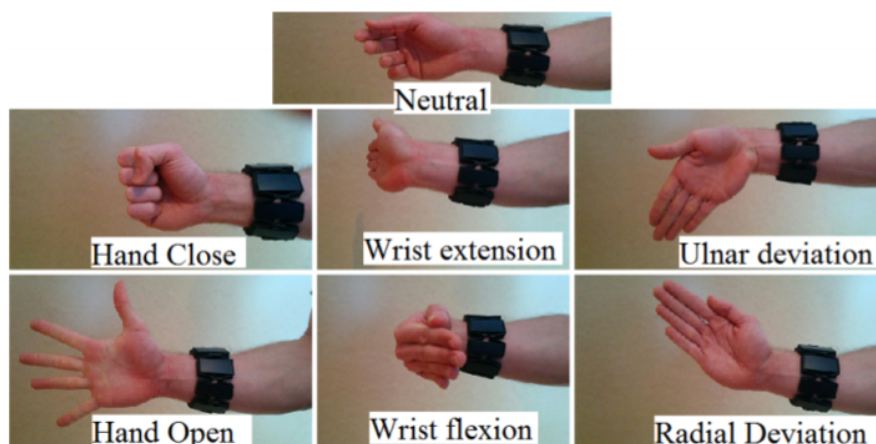 Neutral
Hand Close
Wrist extension
Ulnar deviation
Hand Open
Wrist flexion
Radial Deviation